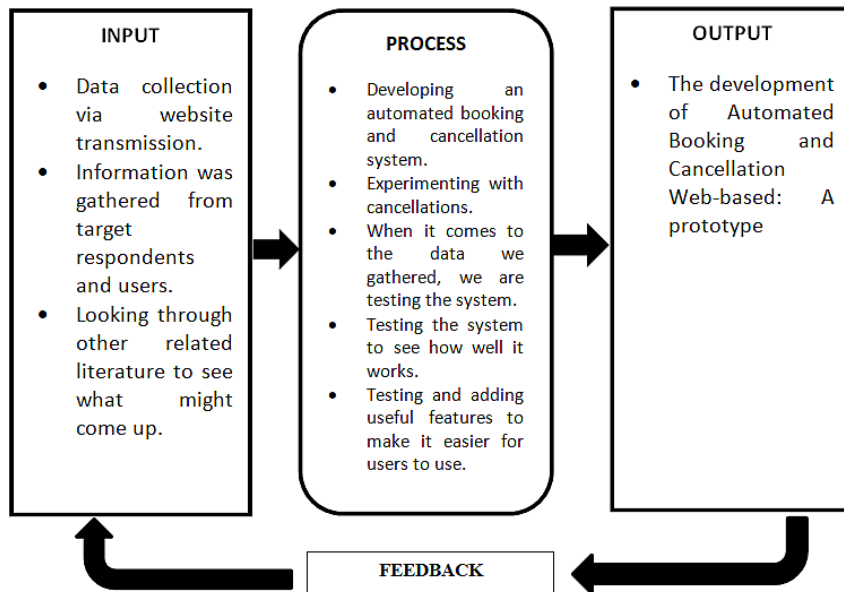 INPUT
• Data collection
via website
transmission.
• Information was
gathered from
target
respondents
and users.
• Looking through
other related
literature to see
what might
come up.
PROCESS
• Developing an
automated booking
and cancellation
system.
• Experimenting with
cancellations.
• When it comes to
the data we
gathered, we are
testing the system.
• Testing the system
to see how well it
works.
• Testing and adding
useful features to
make it easier for
users to use.
OUTPUT
• The development
of Automated
Booking and
Cancellation
Web-based: A
prototype
FEEDBACK